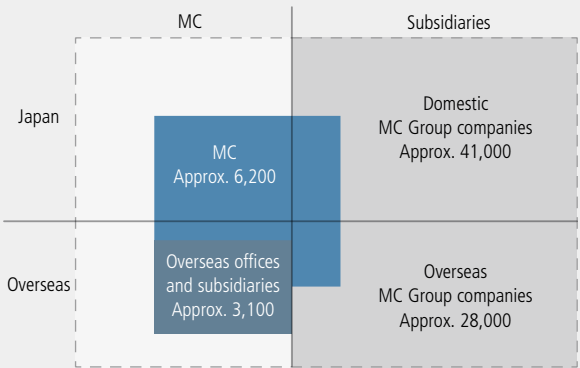 MC
Subsidiaries
Japan
MC
Approx. 6,200
Domestic
MC Group companies
Approx. 41,000
Overseas
Overseas offices
and subsidiaries
Approx. 3,100
Overseas
MC Group companies
Approx. 28,000